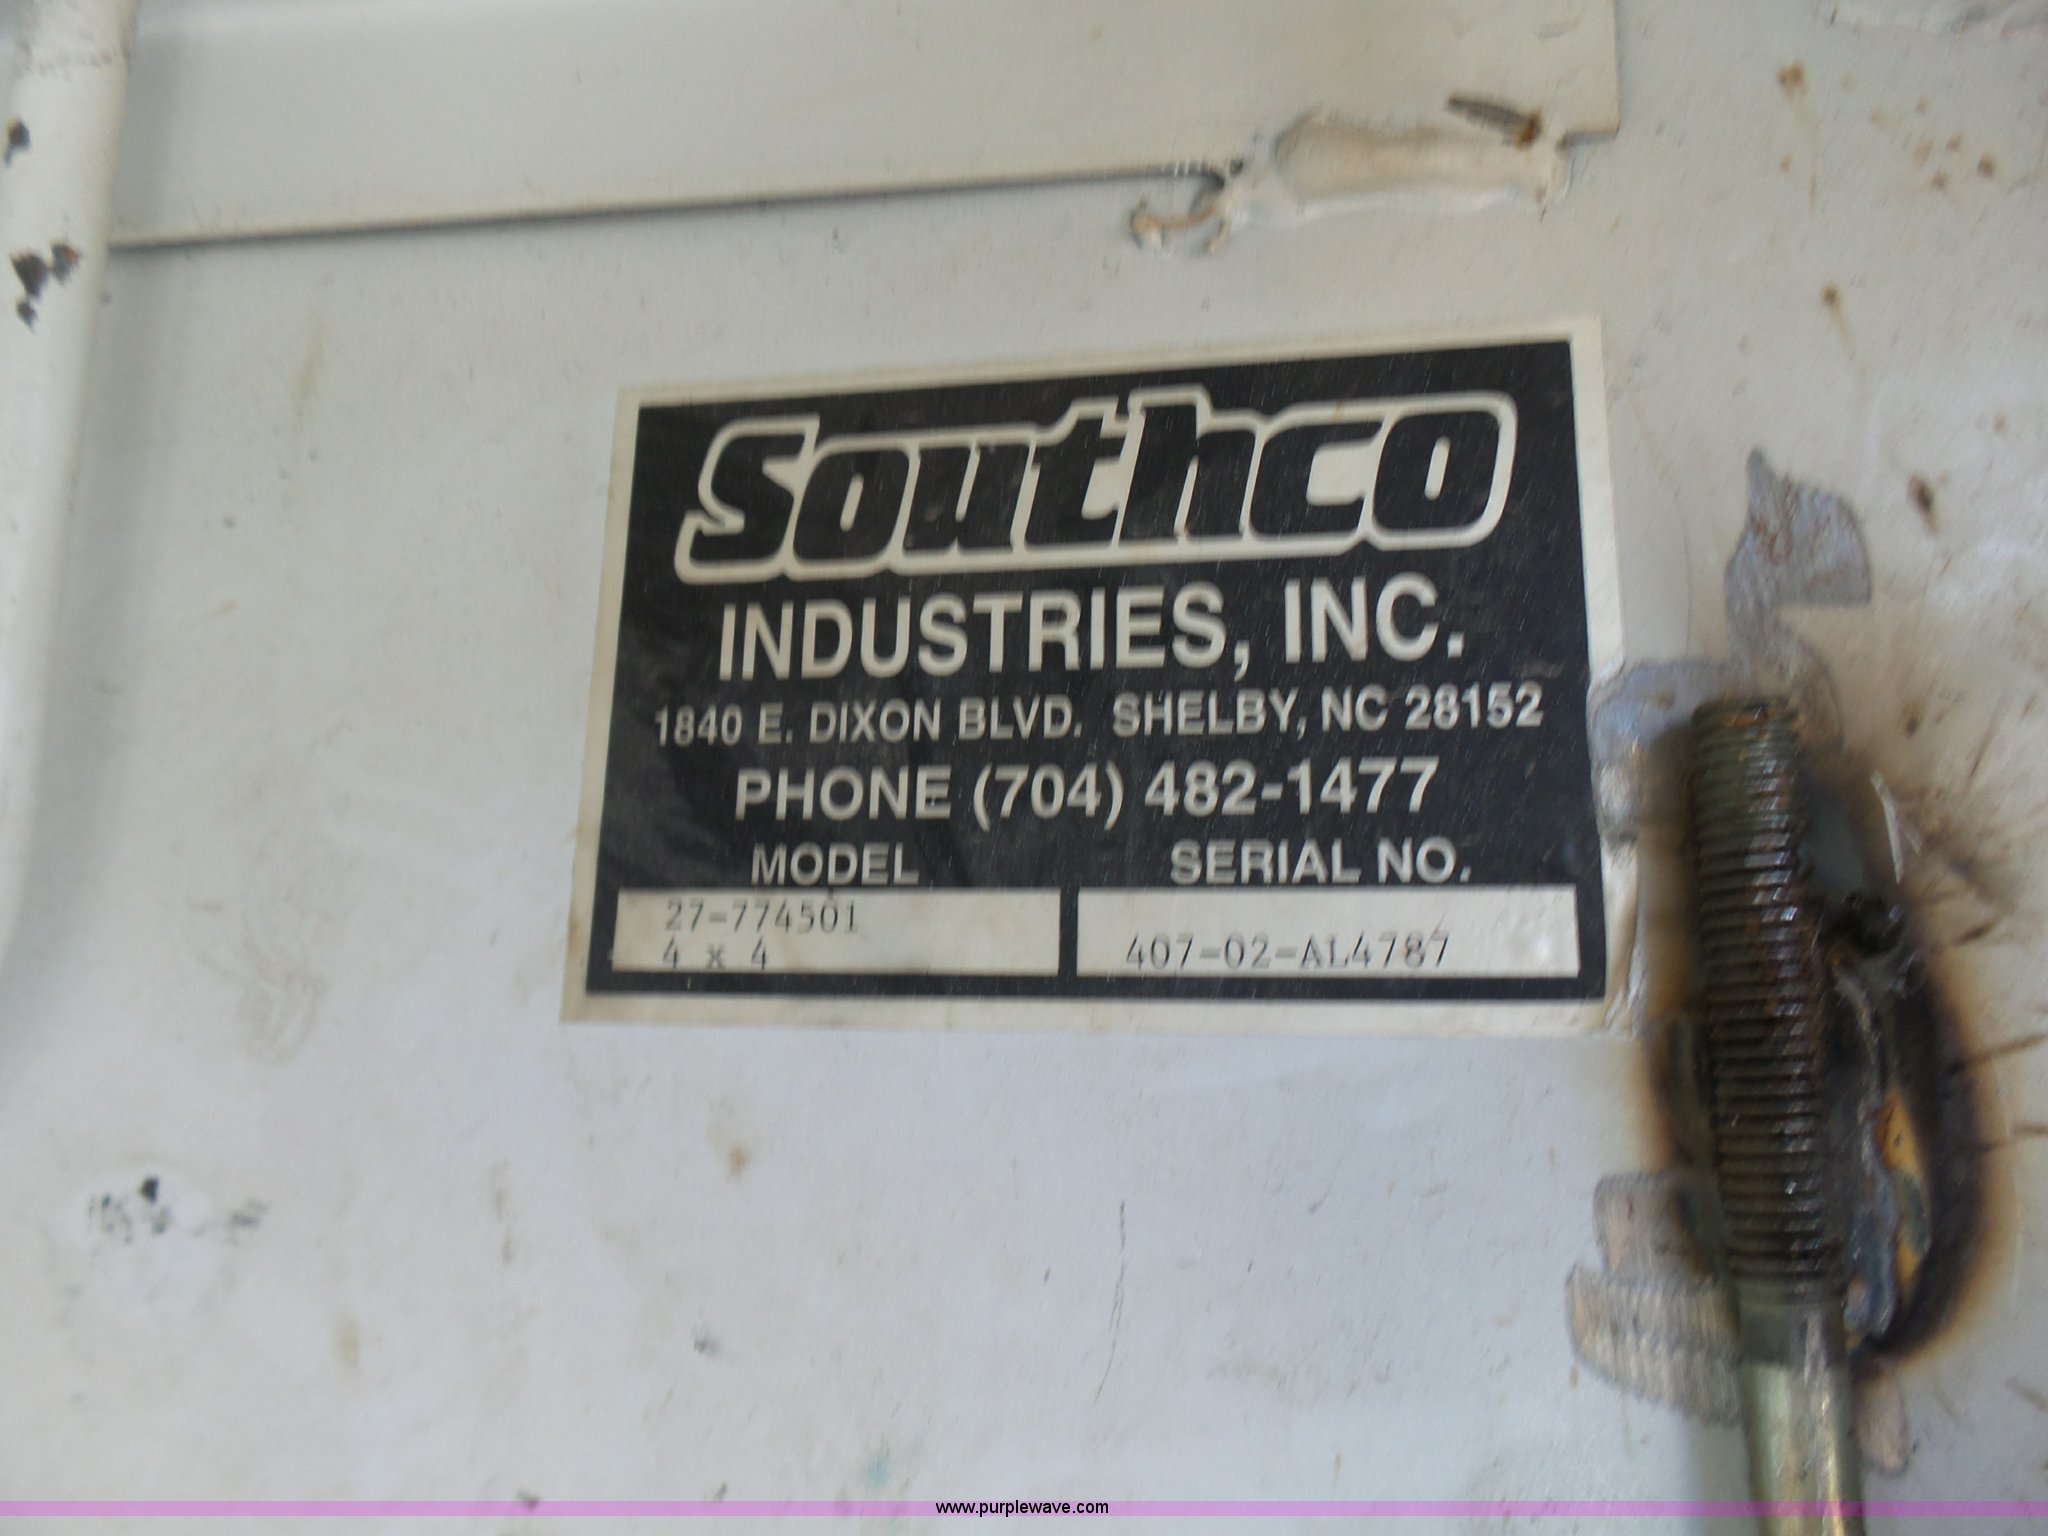 Southco
INDUSTRIES, INC.
1840 E. DIXON BLVD. SHELBY, NC 28152
PHONE (704) 482-1477
MODEL SERIAL NO.
27-774501
4 x 4 407-02-AL4787
www.purplewave.com